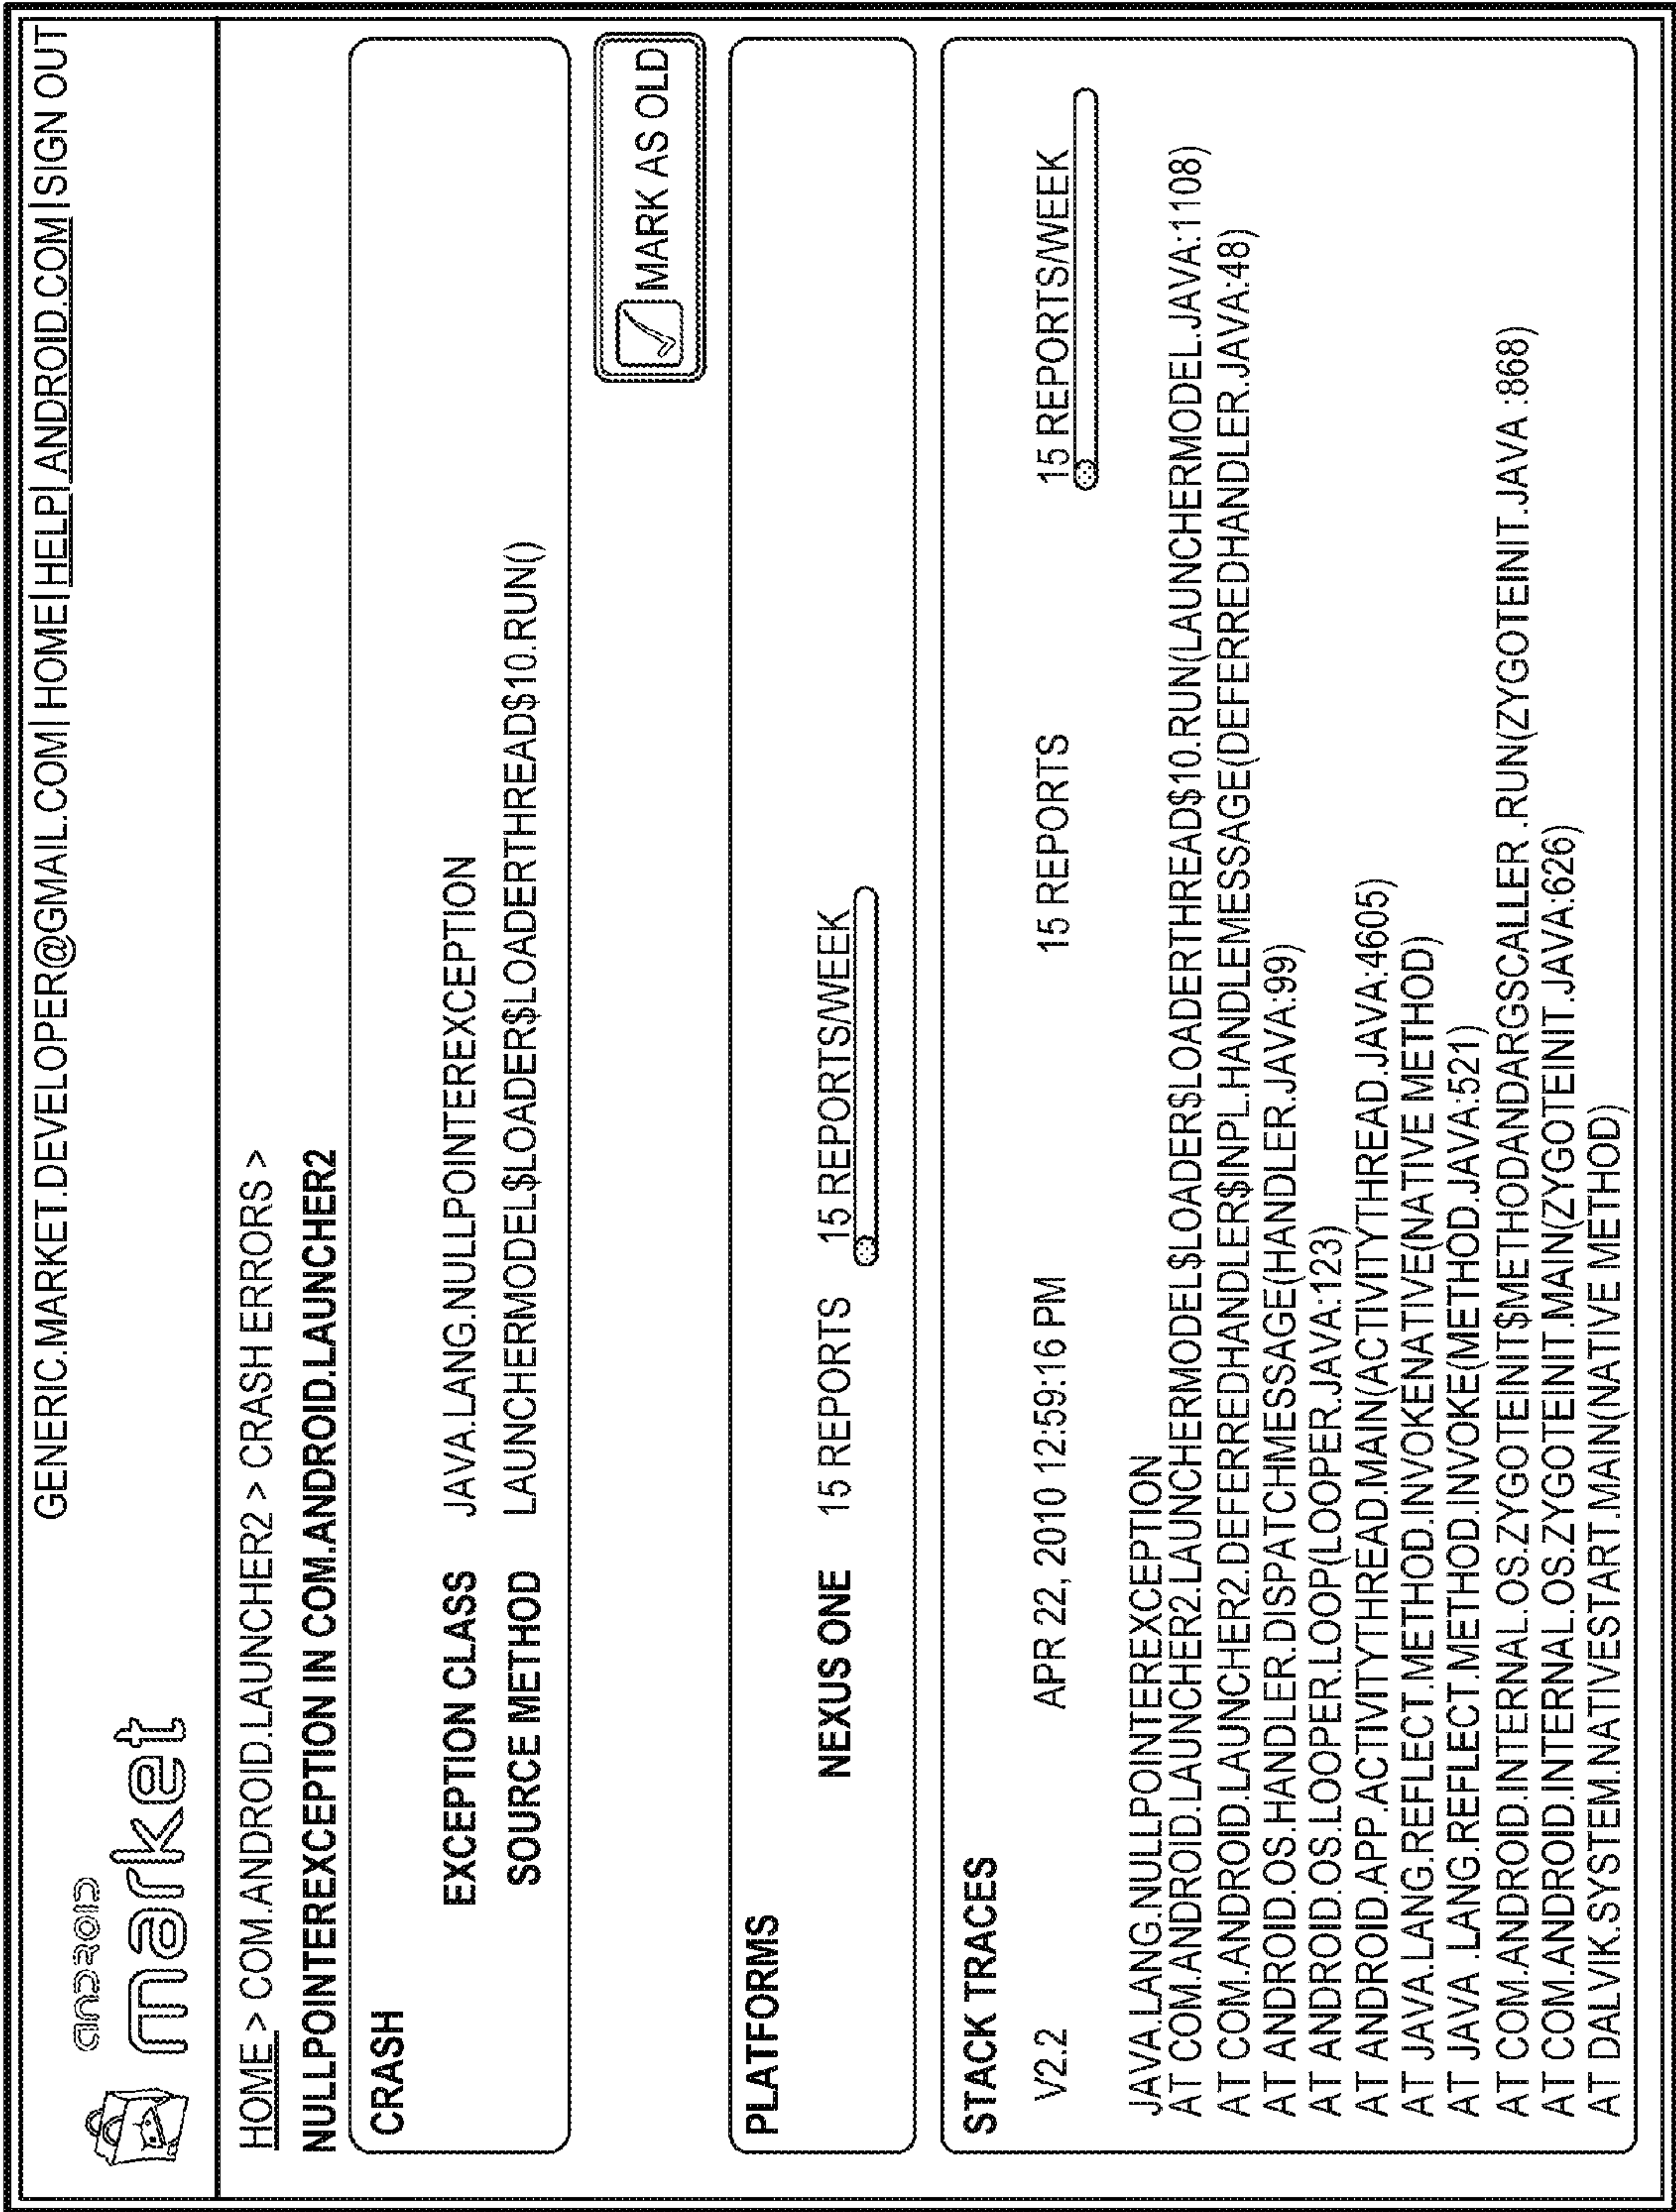 GENERIC.MARKET.DEVELOPER@GMAIL.COM| HOME| HELP| ANDROID.COM |SIGN OUT
ANDROID
market
HOME > COM.ANDROID.LAUNCHER2 > CRASH ERRORS >
NULLPOINTEREXCEPTION IN COM.ANDROID.LAUNCHER2
CRASH
EXCEPTION CLASS JAVA.LANG.NULLPOINTEREXCEPTION
SOURCE METHOD LAUNCHERMODEL$LOADER$LOADERTHREAD$10.RUN()
MARK AS OLD
PLATFORMS
NEXUS ONE 15 REPORTS 15 REPORTS/WEEK
STACK TRACES
V2.2 APR 22, 2010 12:59:16 PM 15 REPORTS 15 REPORTS/WEEK
JAVA.LANG.NULLPOINTEREXCEPTION
AT COM.ANDROID.LAUNCHER2.LAUNCHERMODEL$LOADER$LOADERTHREAD$10.RUN(LAUNCHERMODEL.JAVA:1108)
AT COM.ANDROID.LAUNCHER2.DEFERREDHANDLER$INPL.HANDLEMESSAGE(DEFERREDHANDLER.JAVA:48)
AT ANDROID.OS.HANDLER.DISPATCHMESSAGE(HANDLER.JAVA:99)
AT ANDROID.OS.LOOPER.LOOP(LOOPER.JAVA:123)
AT ANDROID.APP.ACTIVITYTHREAD.MAIN(ACTIVITYTHREAD.JAVA:4605)
AT JAVA.LANG.REFLECT.METHOD.INVOKENATIVE(NATIVE METHOD)
AT JAVA .LANG.REFLECT.METHOD.INVOKE(METHOD.JAVA:521)
AT COM.ANDROID.INTERNAL.OS.ZYGOTEINIT$METHODANDARGSCALLER .RUN(ZYGOTEINIT.JAVA :868)
AT COM.ANDROID.INTERNAL.OS.ZYGOTEINIT.MAIN(ZYGOTEINIT.JAVA:626)
AT DALVIK.SYSTEM.NATIVESTART.MAIN(NATIVE METHOD)